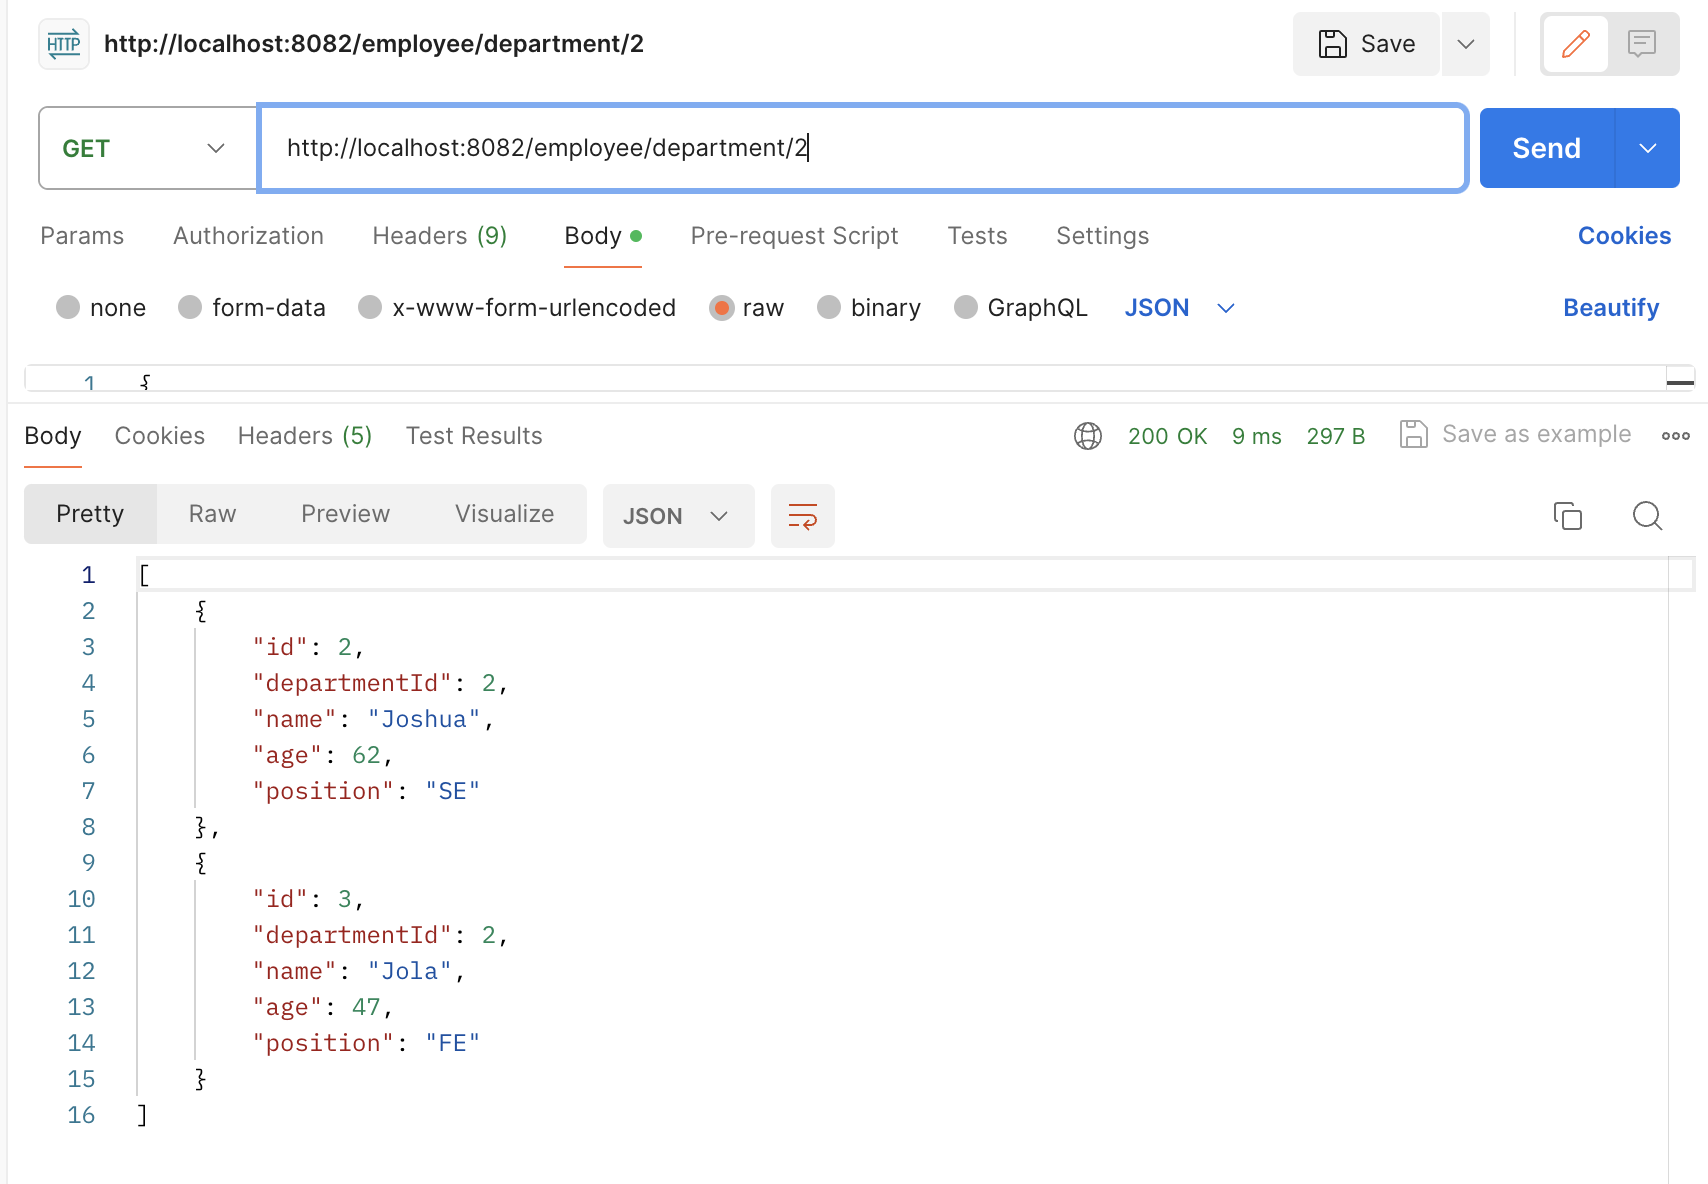 HTTP http://localhost:8082/employee/department/2 Save
GET http://localhost:8082/employee/department/2 Send
Params Authorization Headers (9) Body Pre-request Script Tests Settings Cookies
none form-data x-www-form-urlencoded raw binary GraphQL JSON Beautify
1 {
Body Cookies Headers (5) Test Results 200 OK 9 ms 297 B Save as example
Pretty Raw Preview Visualize JSON
1 [
2 {
3 "id": 2,
4 "departmentId": 2,
5 "name": "Joshua",
6 "age": 62,
7 "position": "SE"
8 },
9 {
10 "id": 3,
11 "departmentId": 2,
12 "name": "Jola",
13 "age": 47,
14 "position": "FE"
15 }
16 ]